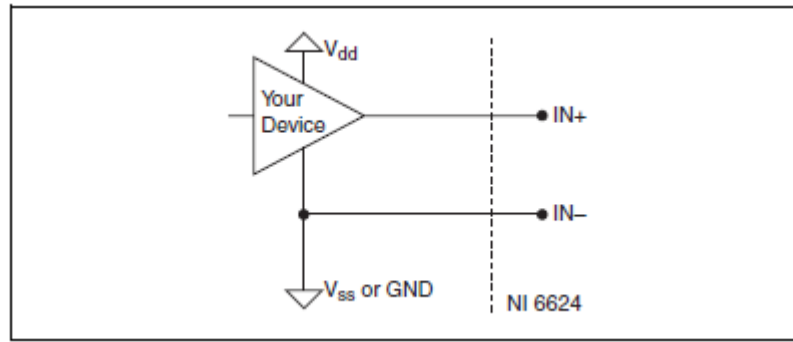 Vdd
Your
Device
IN+
IN–
Vss or GND
NI 6624